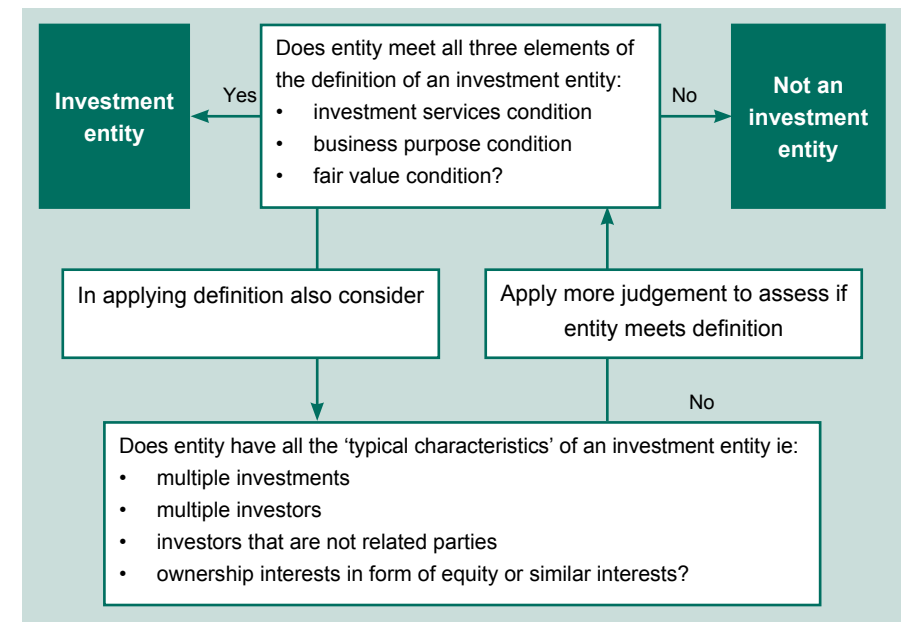 Investment
entity
Yes
Does entity meet all three elements of
the definition of an investment entity:
• investment services condition
• business purpose condition
• fair value condition?
No
Not an
investment
entity
In applying definition also consider
Apply more judgement to assess if
entity meets definition
No
Does entity have all the ‘typical characteristics’ of an investment entity ie:
• multiple investments
• multiple investors
• investors that are not related parties
• ownership interests in form of equity or similar interests?